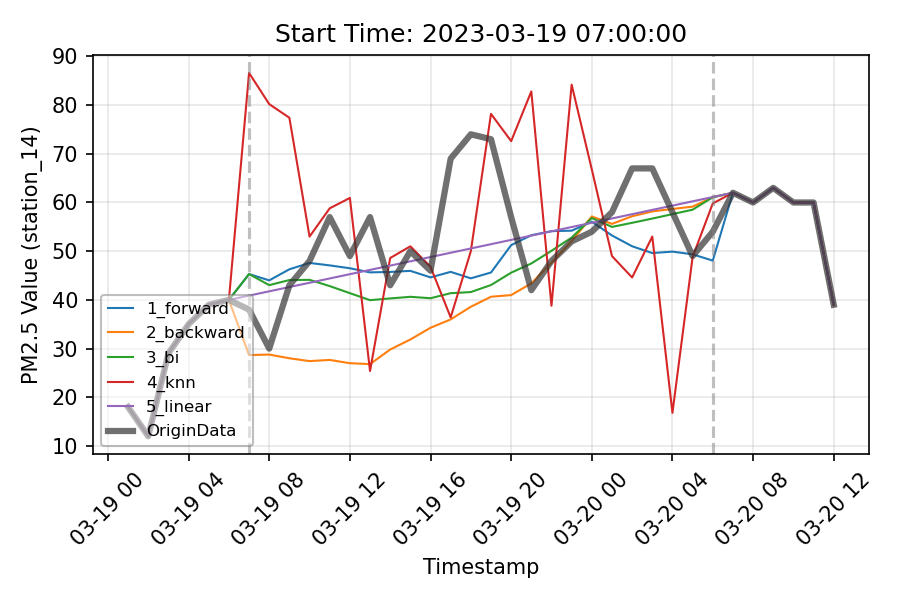 Start Time: 2023-03-19 07:00:00
PM2.5 Value (station_14)
90
80
70
60
50
40
30
20
10
1_forward
2_backward
3_bi
4_knn
5_linear
OriginData
03-19 00
03-19 04
03-19 08
03-19 12
03-19 16
03-19 20
03-20 00
03-20 04
03-20 08
03-20 12
Timestamp